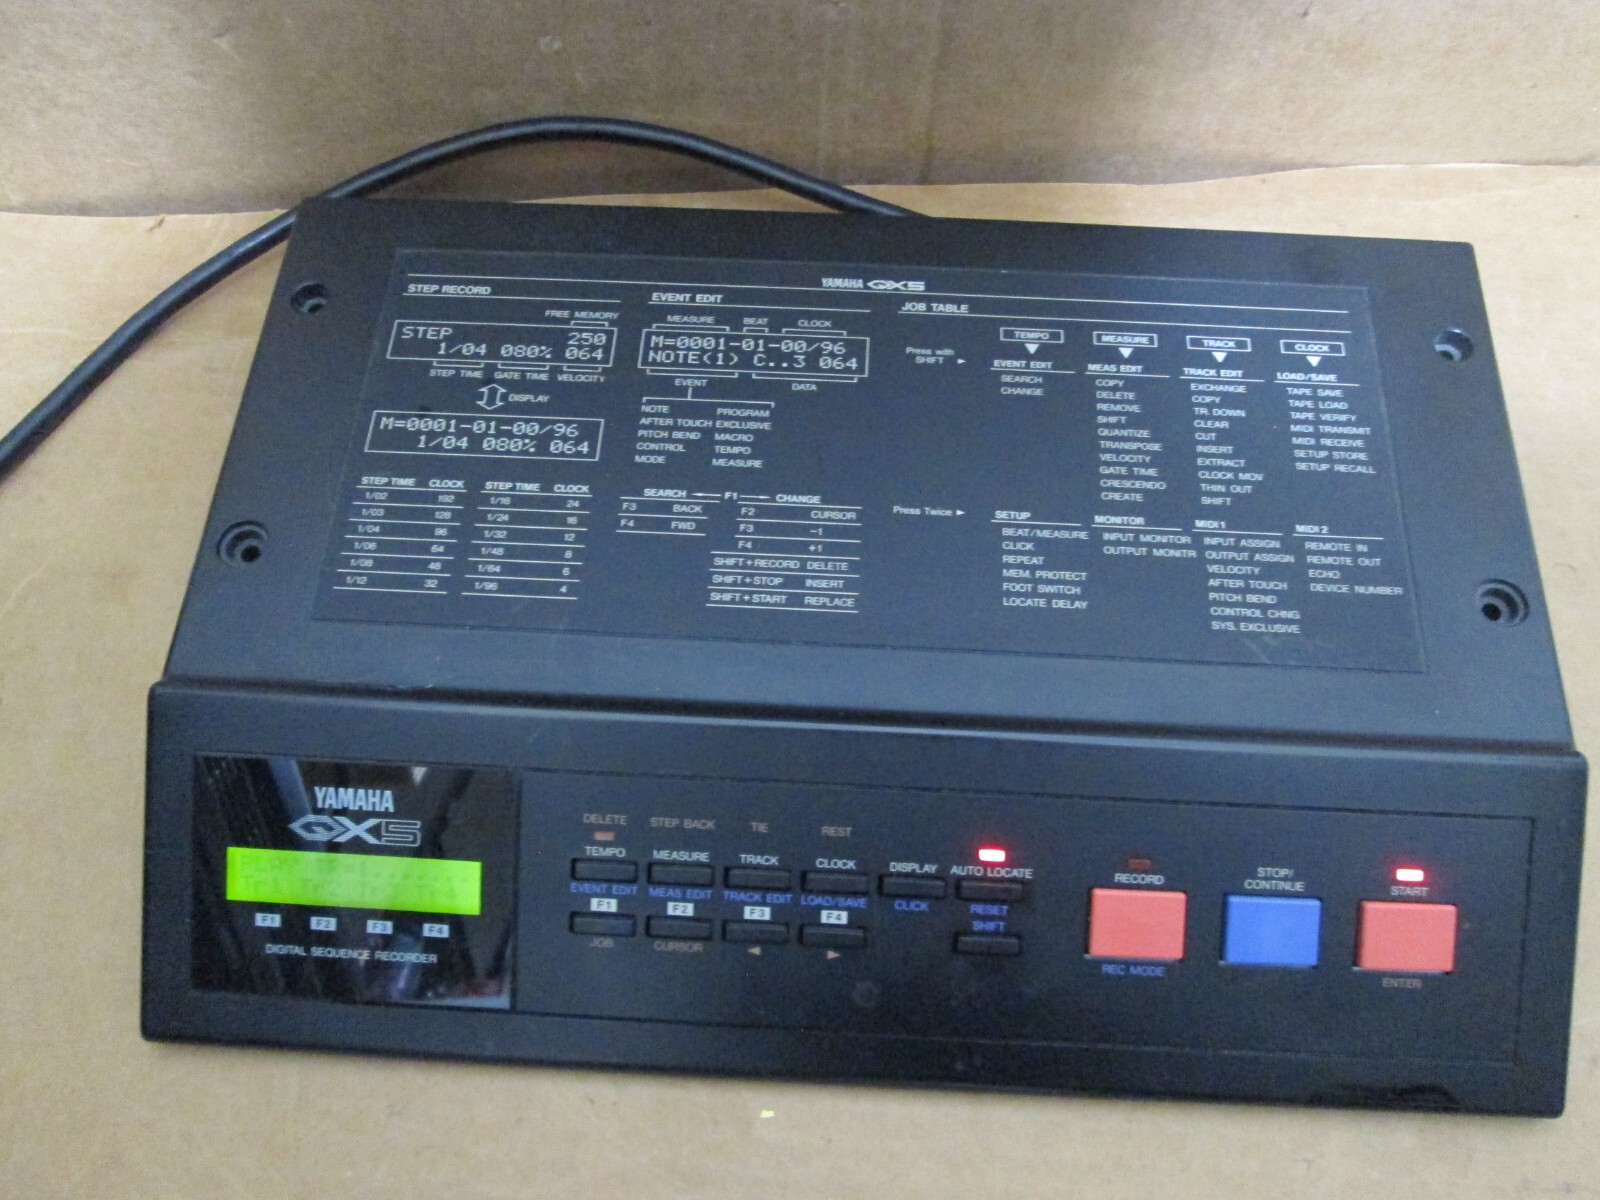 YAMAHA QX5
STEP RECORD
EVENT EDIT
JOB TABLE
FREE MEMORY
STEP 250
1/04 080% 064
STEP TIME GATE TIME VELOCITY
DISPLAY
M=0001-01-00/96
1/04 080% 064
MEASURE BEAT CLOCK
M=0001-01-00/96
NOTE(1) C..3 064
EVENT DATA
NOTE PROGRAM
AFTER TOUCH EXCLUSIVE
PITCH BEND MACRO
CONTROL TEMPO
MODE MEASURE
STEP TIME CLOCK STEP TIME CLOCK
1/02 192 1/16 24
1/03 128 1/24 16
1/04 96 1/32 12
1/06 64 1/48 8
1/08 48 1/64 6
1/12 32 1/96 4
SEARCH F1 CHANGE
F3 BACK F2 CURSOR
F4 FWD F3 -1
F4 +1
SHIFT+RECORD DELETE
SHIFT+STOP INSERT
SHIFT+START REPLACE
Press with
SHIFT
TEMPO
EVENT EDIT
SEARCH
CHANGE
MEASURE
MEAS EDIT
COPY
DELETE
REMOVE
SHIFT
QUANTIZE
TRANSPOSE
VELOCITY
GATE TIME
CRESCENDO
CREATE
TRACK
TRACK EDIT
EXCHANGE
COPY
TR. DOWN
CLEAR
CUT
INSERT
EXTRACT
CLOCK MOV
THIN OUT
SHIFT
CLOCK
LOAD/SAVE
TAPE SAVE
TAPE LOAD
TAPE VERIFY
MIDI TRANSMIT
MIDI RECEIVE
SETUP STORE
SETUP RECALL
Press Twice
SETUP
BEAT/MEASURE
CLICK
REPEAT
MEM. PROTECT
FOOT SWITCH
LOCATE DELAY
MONITOR
INPUT MONITOR
OUTPUT MONITR
MIDI 1
INPUT ASSIGN
OUTPUT ASSIGN
VELOCITY
AFTER TOUCH
PITCH BEND
CONTROL CHNG
SYS. EXCLUSIVE
MIDI 2
REMOTE IN
REMOTE OUT
ECHO
DEVICE NUMBER
YAMAHA
QX5
F1 F2 F3 F4
DIGITAL SEQUENCE RECORDER
DELETE STEP BACK TIE REST
TEMPO MEASURE TRACK CLOCK DISPLAY AUTO LOCATE
EVENT EDIT MEAS EDIT TRACK EDIT LOAD/SAVE CLICK RESET
F1 F2 F3 F4 SHIFT
JOB CURSOR
RECORD
REC MODE
STOP/
CONTINUE
START
ENTER